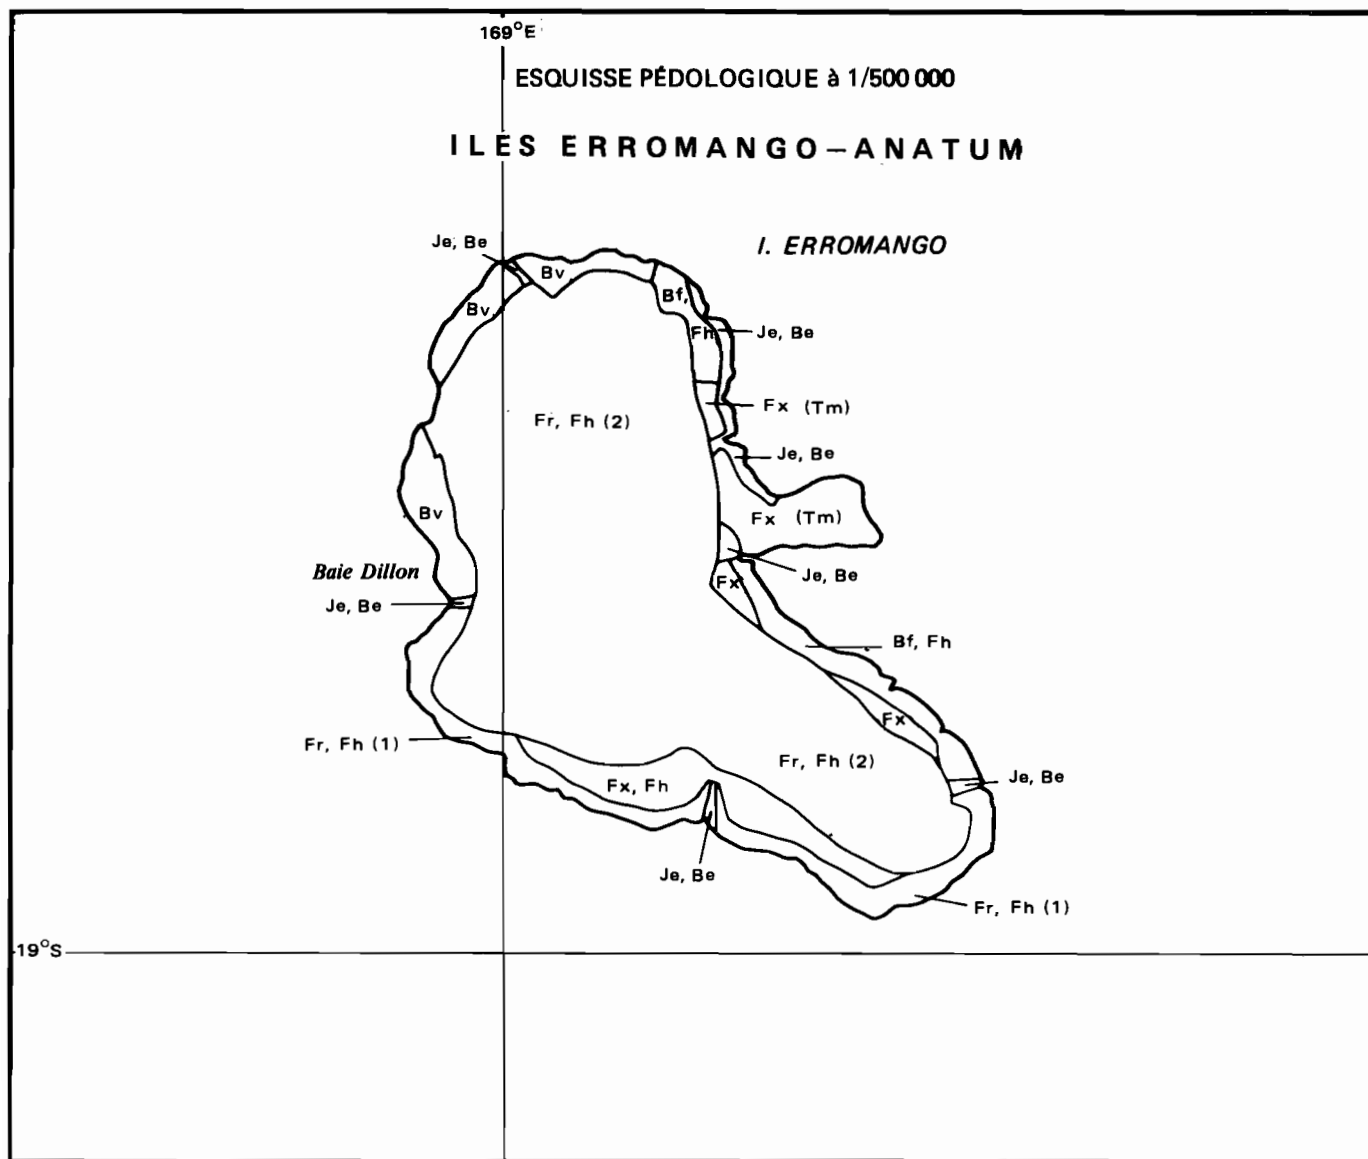 169°E
ESQUISSE PÉDOLOGIQUE à 1/500 000
ILES ERROMANGO–ANATUM
I. ERROMANGO
Je, Be
Bv
Bf,
Bv
Fh
Je, Be
Fx (Tm)
Fr, Fh (2)
Je, Be
Bv
Fx (Tm)
Baie Dillon
Je, Be
Fx
Je, Be
Bf, Fh
Fx
Fr, Fh (1)
Fr, Fh (2)
Je, Be
Fx, Fh
Je, Be
Fr, Fh (1)
19°S